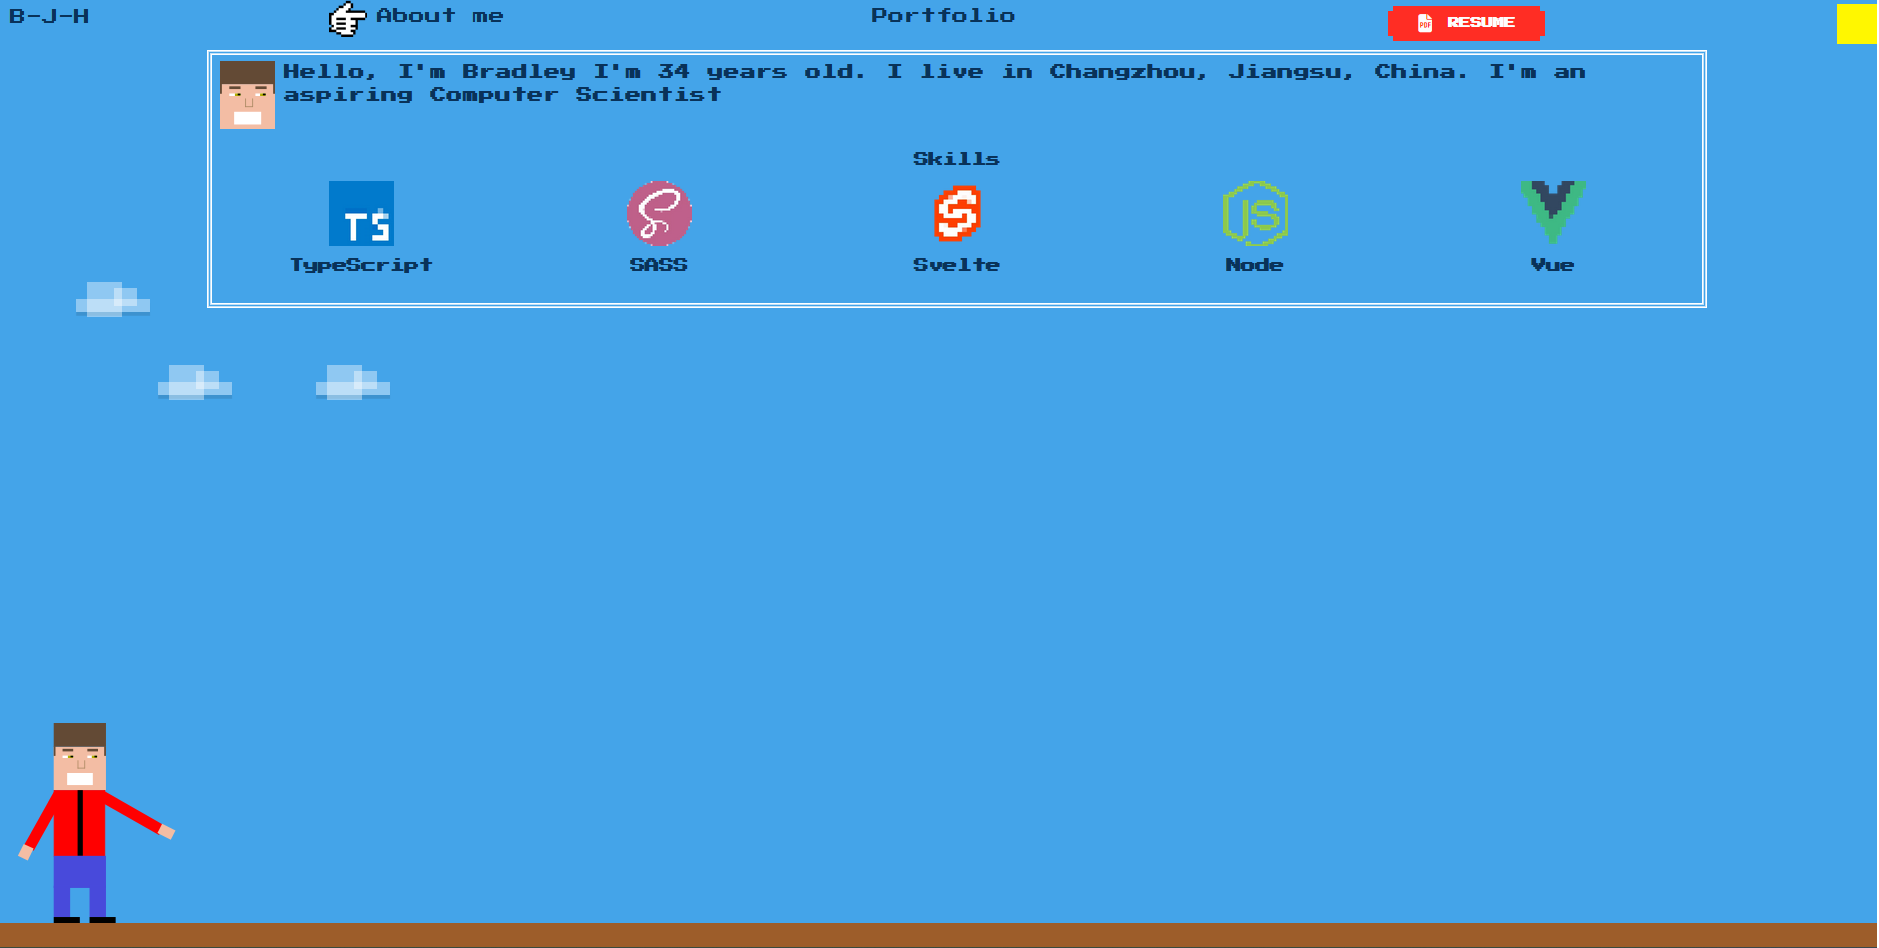 B-J-H
About me
Portfolio
PDF
RESUME
Hello, I'm Bradley I'm 34 years old. I live in Changzhou, Jiangsu, China. I'm an
aspiring Computer Scientist
Skills
TS
S
S
JS
TypeScript
SASS
Svelte
Node
Vue